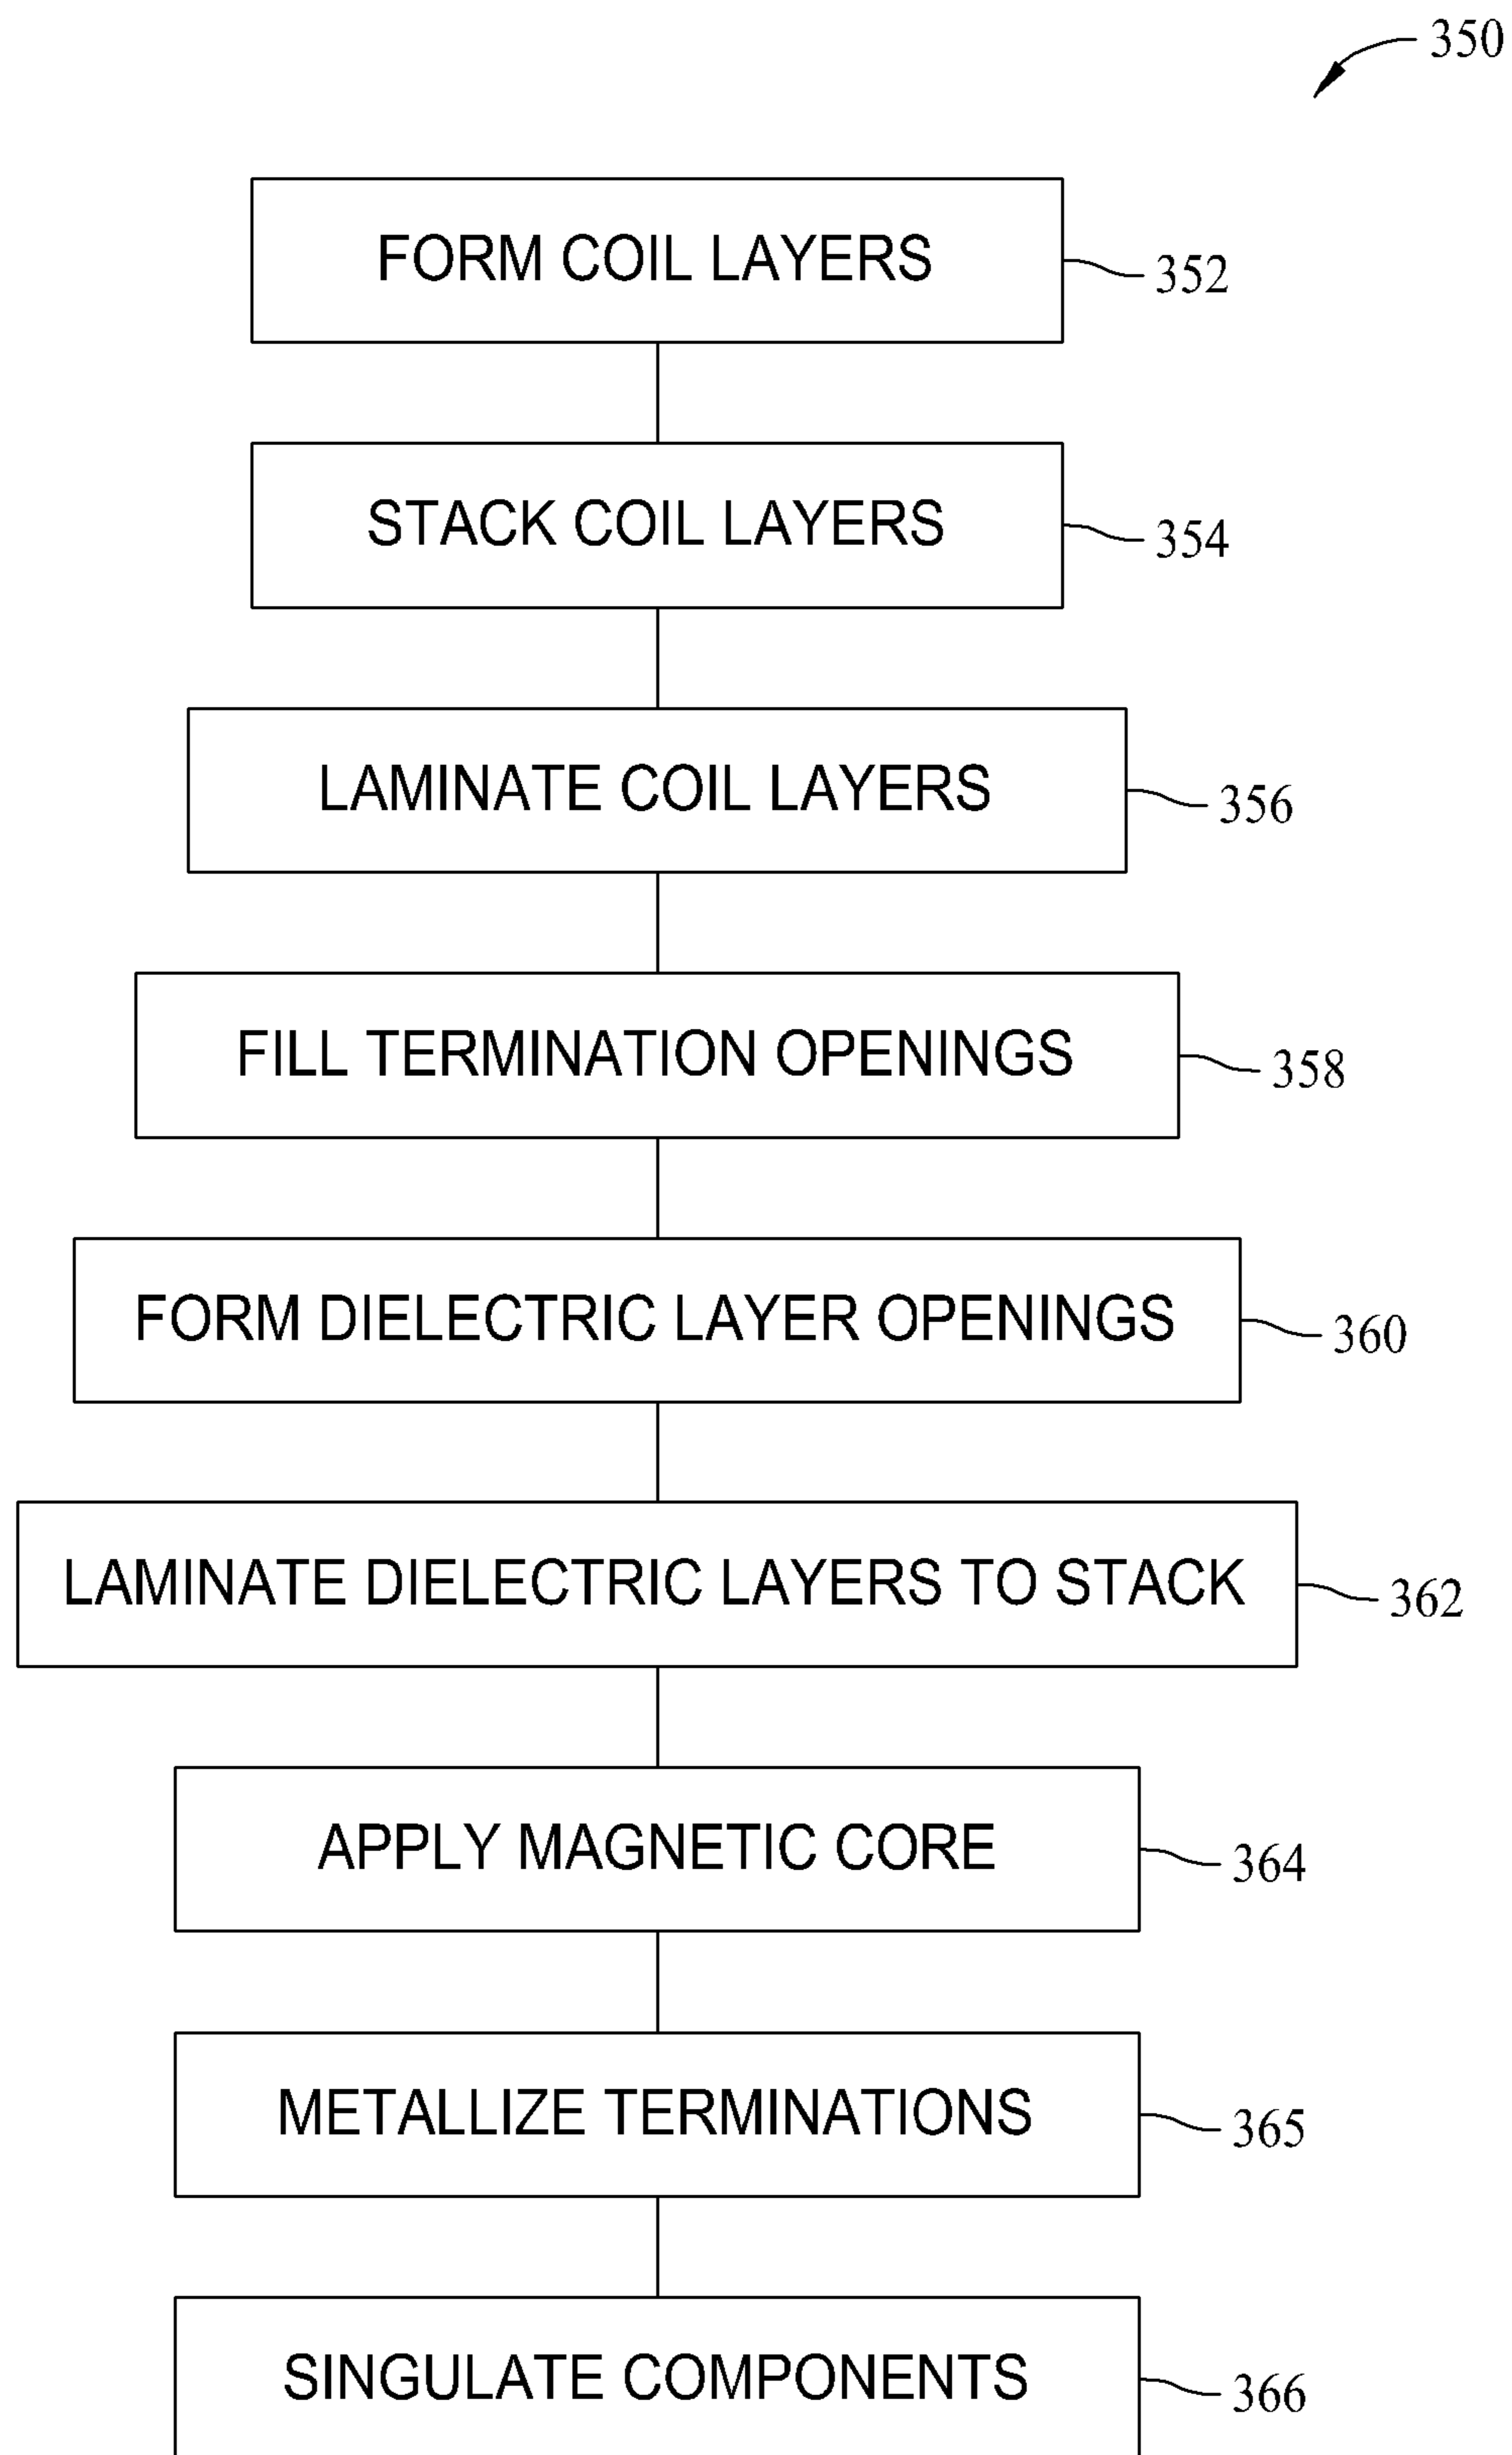 350
FORM COIL LAYERS
352
STACK COIL LAYERS
354
LAMINATE COIL LAYERS
356
FILL TERMINATION OPENINGS
358
FORM DIELECTRIC LAYER OPENINGS
360
LAMINATE DIELECTRIC LAYERS TO STACK
362
APPLY MAGNETIC CORE
364
METALLIZE TERMINATIONS
365
SINGULATE COMPONENTS
366